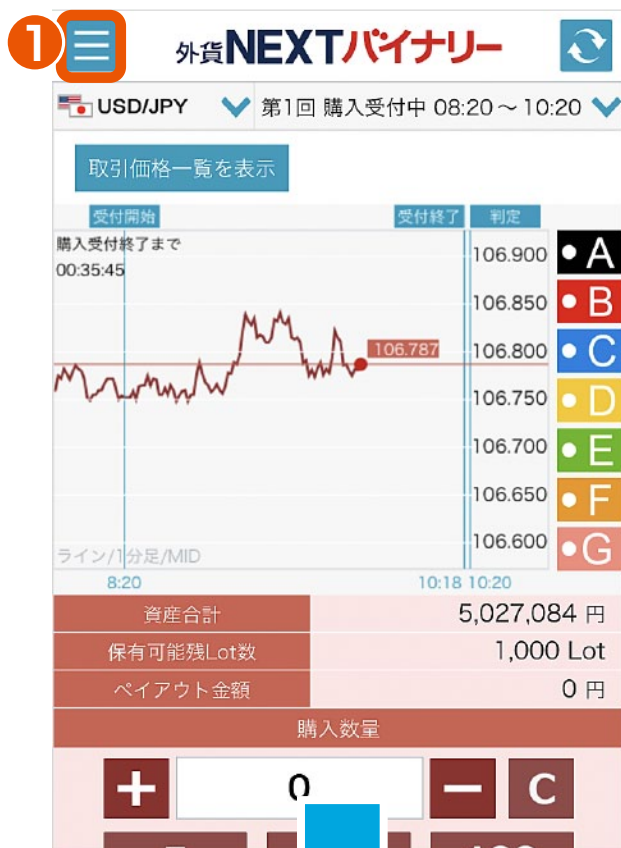 1
外貨NEXTバイナリー
USD/JPY 第1回 購入受付中 08:20～10:20
取引価格一覧を表示
受付開始 受付終了 判定
購入受付終了まで
00:35:45
106.900 A
106.850 B
106.787 106.800 C
106.750 D
106.700 E
106.650 F
106.600 G
ライン/1分足/MID
8:20 10:18 10:20
資産合計 5,027,084 円
保有可能残Lot数 1,000 Lot
ペイアウト金額 0 円
購入数量
+ 0 − C